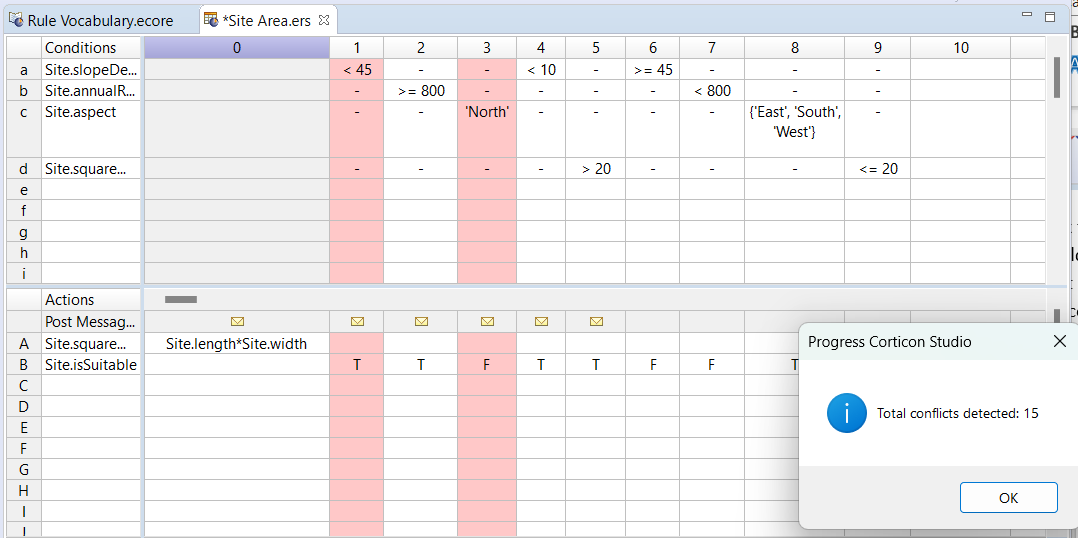 Rule Vocabulary.ecore *Site Area.ers
Conditions 0 1 2 3 4 5 6 7 8 9 10
a Site.slopeDe... < 45 - - < 10 - >= 45 - - -
b Site.annualR... - >= 800 - - - - < 800 - -
c Site.aspect - - 'North' - - - - {'East', 'South', -
'West'}
d Site.square... - - - - > 20 - - - <= 20
e
f
g
h
i
Actions
Post Messag...
A Site.square... Site.length*Site.width
B Site.isSuitable T T F T T F F T
C
D
E
F
G
H
I
J
Progress Corticon Studio
Total conflicts detected: 15
OK